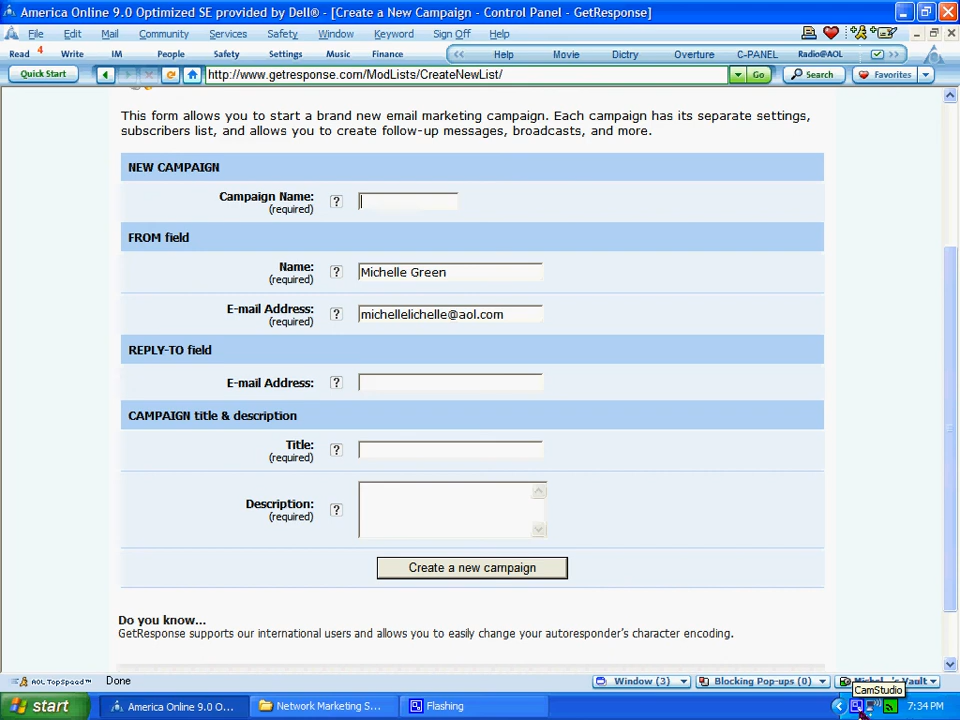 America Online 9.0 Optimized SE provided by Dell® - [Create a New Campaign - Control Panel - GetResponse]
File Edit Mail Community Services Safety Window Keyword Sign Off Help
Read 4 Write IM People Safety Settings Music Finance << Help Movie Dictry Overture C-PANEL Radio@AOL >>
Quick Start http://www.getresponse.com/ModLists/CreateNewList/ Go Search Favorites
This form allows you to start a brand new email marketing campaign. Each campaign has its separate settings,
subscribers list, and allows you to create follow-up messages, broadcasts, and more.
NEW CAMPAIGN
Campaign Name: ?
(required)
FROM field
Name: ? Michelle Green
(required)
E-mail Address: ? michellelichelle@aol.com
(required)
REPLY-TO field
E-mail Address: ?
CAMPAIGN title & description
Title: ?
(required)
Description: ?
(required)
Create a new campaign
Do you know...
GetResponse supports our international users and allows you to easily change your autoresponder's character encoding.
AOL TopSpeed™ Done Window (3) Blocking Pop-ups (0) Vault
CamStudio
start America Online 9.0 O... Network Marketing S... Flashing 7:34 PM